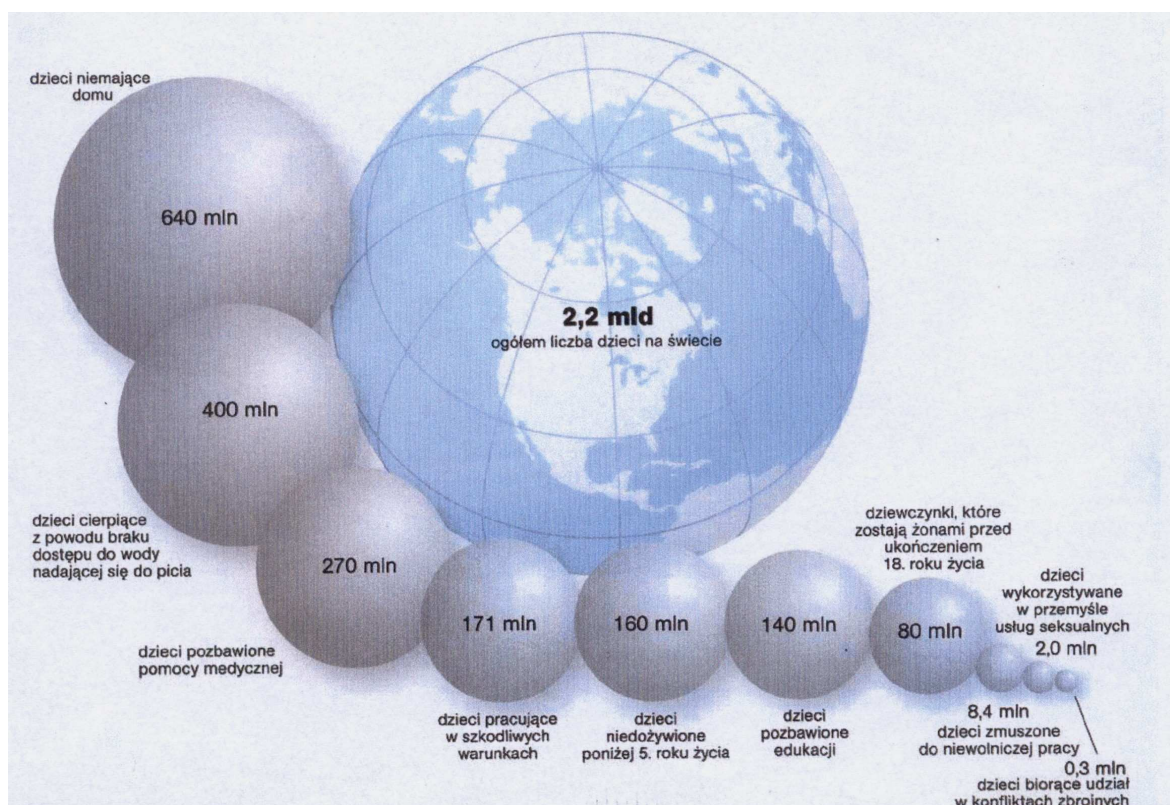 dzieci niemające
domu
640 mln
2,2 mld
ogółem liczba dzieci na świecie
400 mln
dzieci cierpiące
z powodu braku
dostępu do wody
nadającej się do picia
270 mln
dzieci pozbawione
pomocy medycznej
171 mln
dzieci pracujące
w szkodliwych
warunkach
160 mln
dzieci
niedożywione
poniżej 5. roku życia
140 mln
dzieci
pozbawione
edukacji
dziewczynki, które
zostają żonami przed
ukończeniem
18. roku życia
80 mln
dzieci
wykorzystywane
w przemyśle
usług seksualnych
2,0 mln
8,4 mln
dzieci zmuszone
do niewolniczej pracy
0,3 mln
dzieci biorące udział
w konfliktach zbrojnych